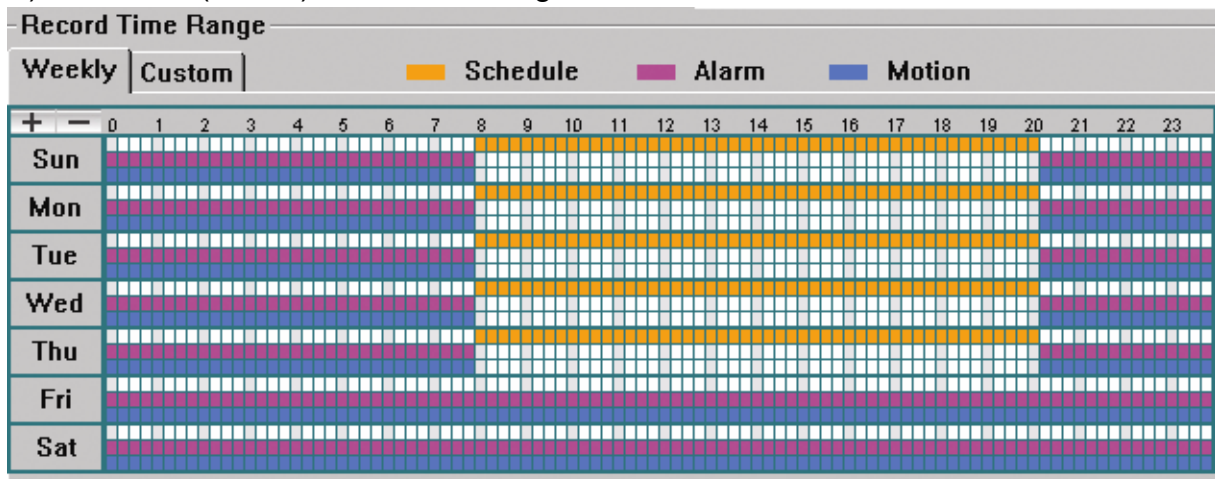 Record Time Range
Weekly Custom Schedule Alarm Motion
+ − 0 1 2 3 4 5 6 7 8 9 10 11 12 13 14 15 16 17 18 19 20 21 22 23
Sun
Mon
Tue
Wed
Thu
Fri
Sat